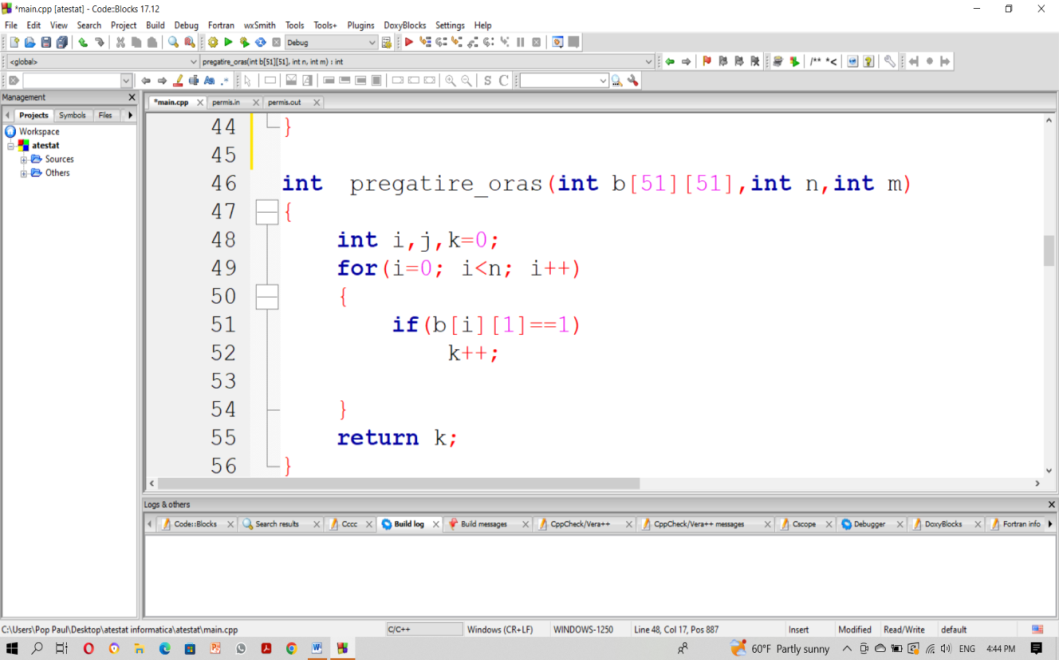 *main.cpp [atestat] - Code::Blocks 17.12
File Edit View Search Project Build Debug Fortran wxSmith Tools Tools+ Plugins DoxyBlocks Settings Help
Debug
<global> pregatire_oras(int b[51][51], int n, int m) : int
/** *<
S C
Management
*main.cpp permis.in permis.out
Projects Symbols Files
Workspace
atestat
Sources
Others
44 }
45
46 int  pregatire_oras(int b[51][51],int n,int m)
47 {
48     int i,j,k=0;
49     for(i=0; i<n; i++)
50     {
51         if(b[i][1]==1)
52             k++;
53
54     }
55     return k;
56 }
Logs & others
Code::Blocks Search results Cccc Build log Build messages CppCheck/Vera++ CppCheck/Vera++ messages Cscope Debugger DoxyBlocks Fortran info
C:\Users\Pop Paul\Desktop\atestat informatica\atestat\main.cpp C/C++ Windows (CR+LF) WINDOWS-1250 Line 48, Col 17, Pos 887 Insert Modified Read/Write default
60°F Partly sunny ENG 4:44 PM